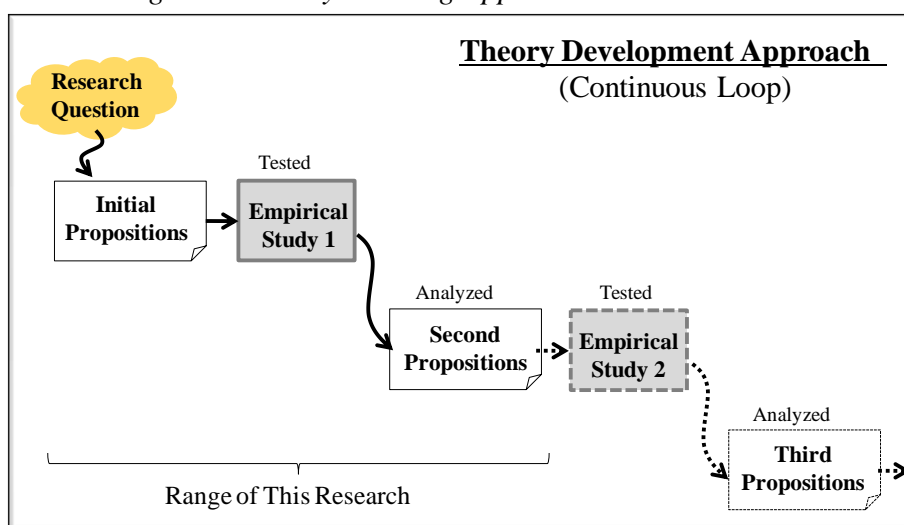 Theory Development Approach
(Continuous Loop)
Research
Question
Tested
Initial
Propositions
Empirical
Study 1
Analyzed
Second
Propositions
Tested
Empirical
Study 2
Analyzed
Third
Propositions
Range of This Research